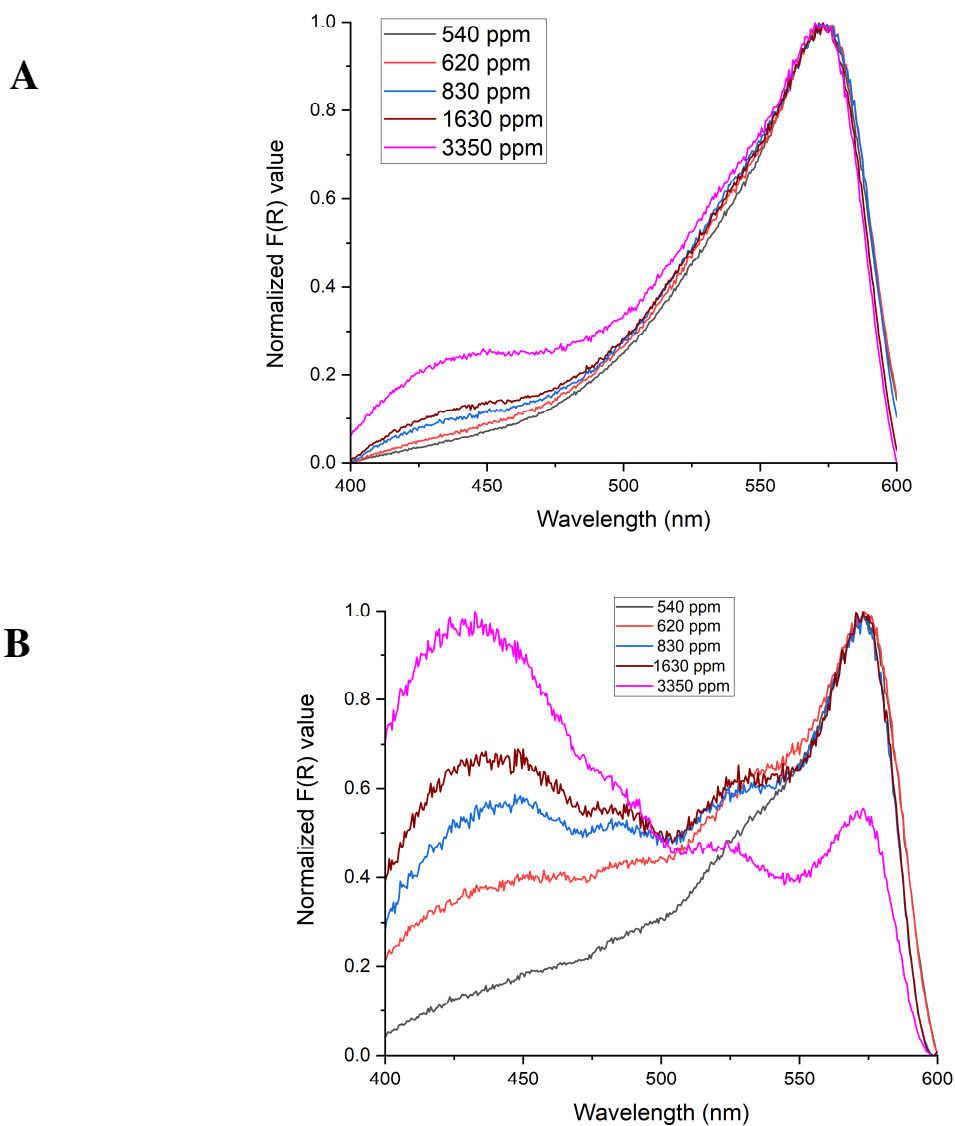 A
540 ppm
620 ppm
830 ppm
1630 ppm
3350 ppm
1.0
0.8
0.6
0.4
0.2
0.0
Normalized F(R) value
400
450
500
550
600
Wavelength (nm)
B
540 ppm
620 ppm
830 ppm
1630 ppm
3350 ppm
1.0
0.8
0.6
0.4
0.2
0.0
Normalized F(R) value
400
450
500
550
600
Wavelength (nm)